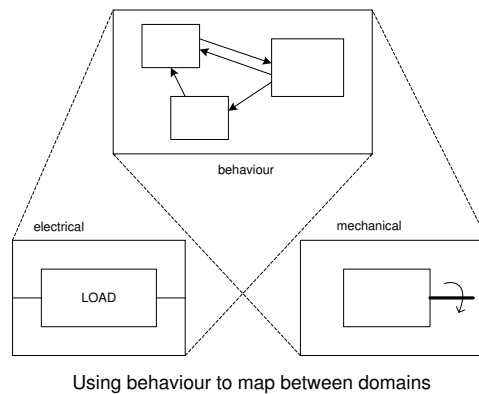 behaviour
electrical
mechanical
LOAD
Using behaviour to map between domains